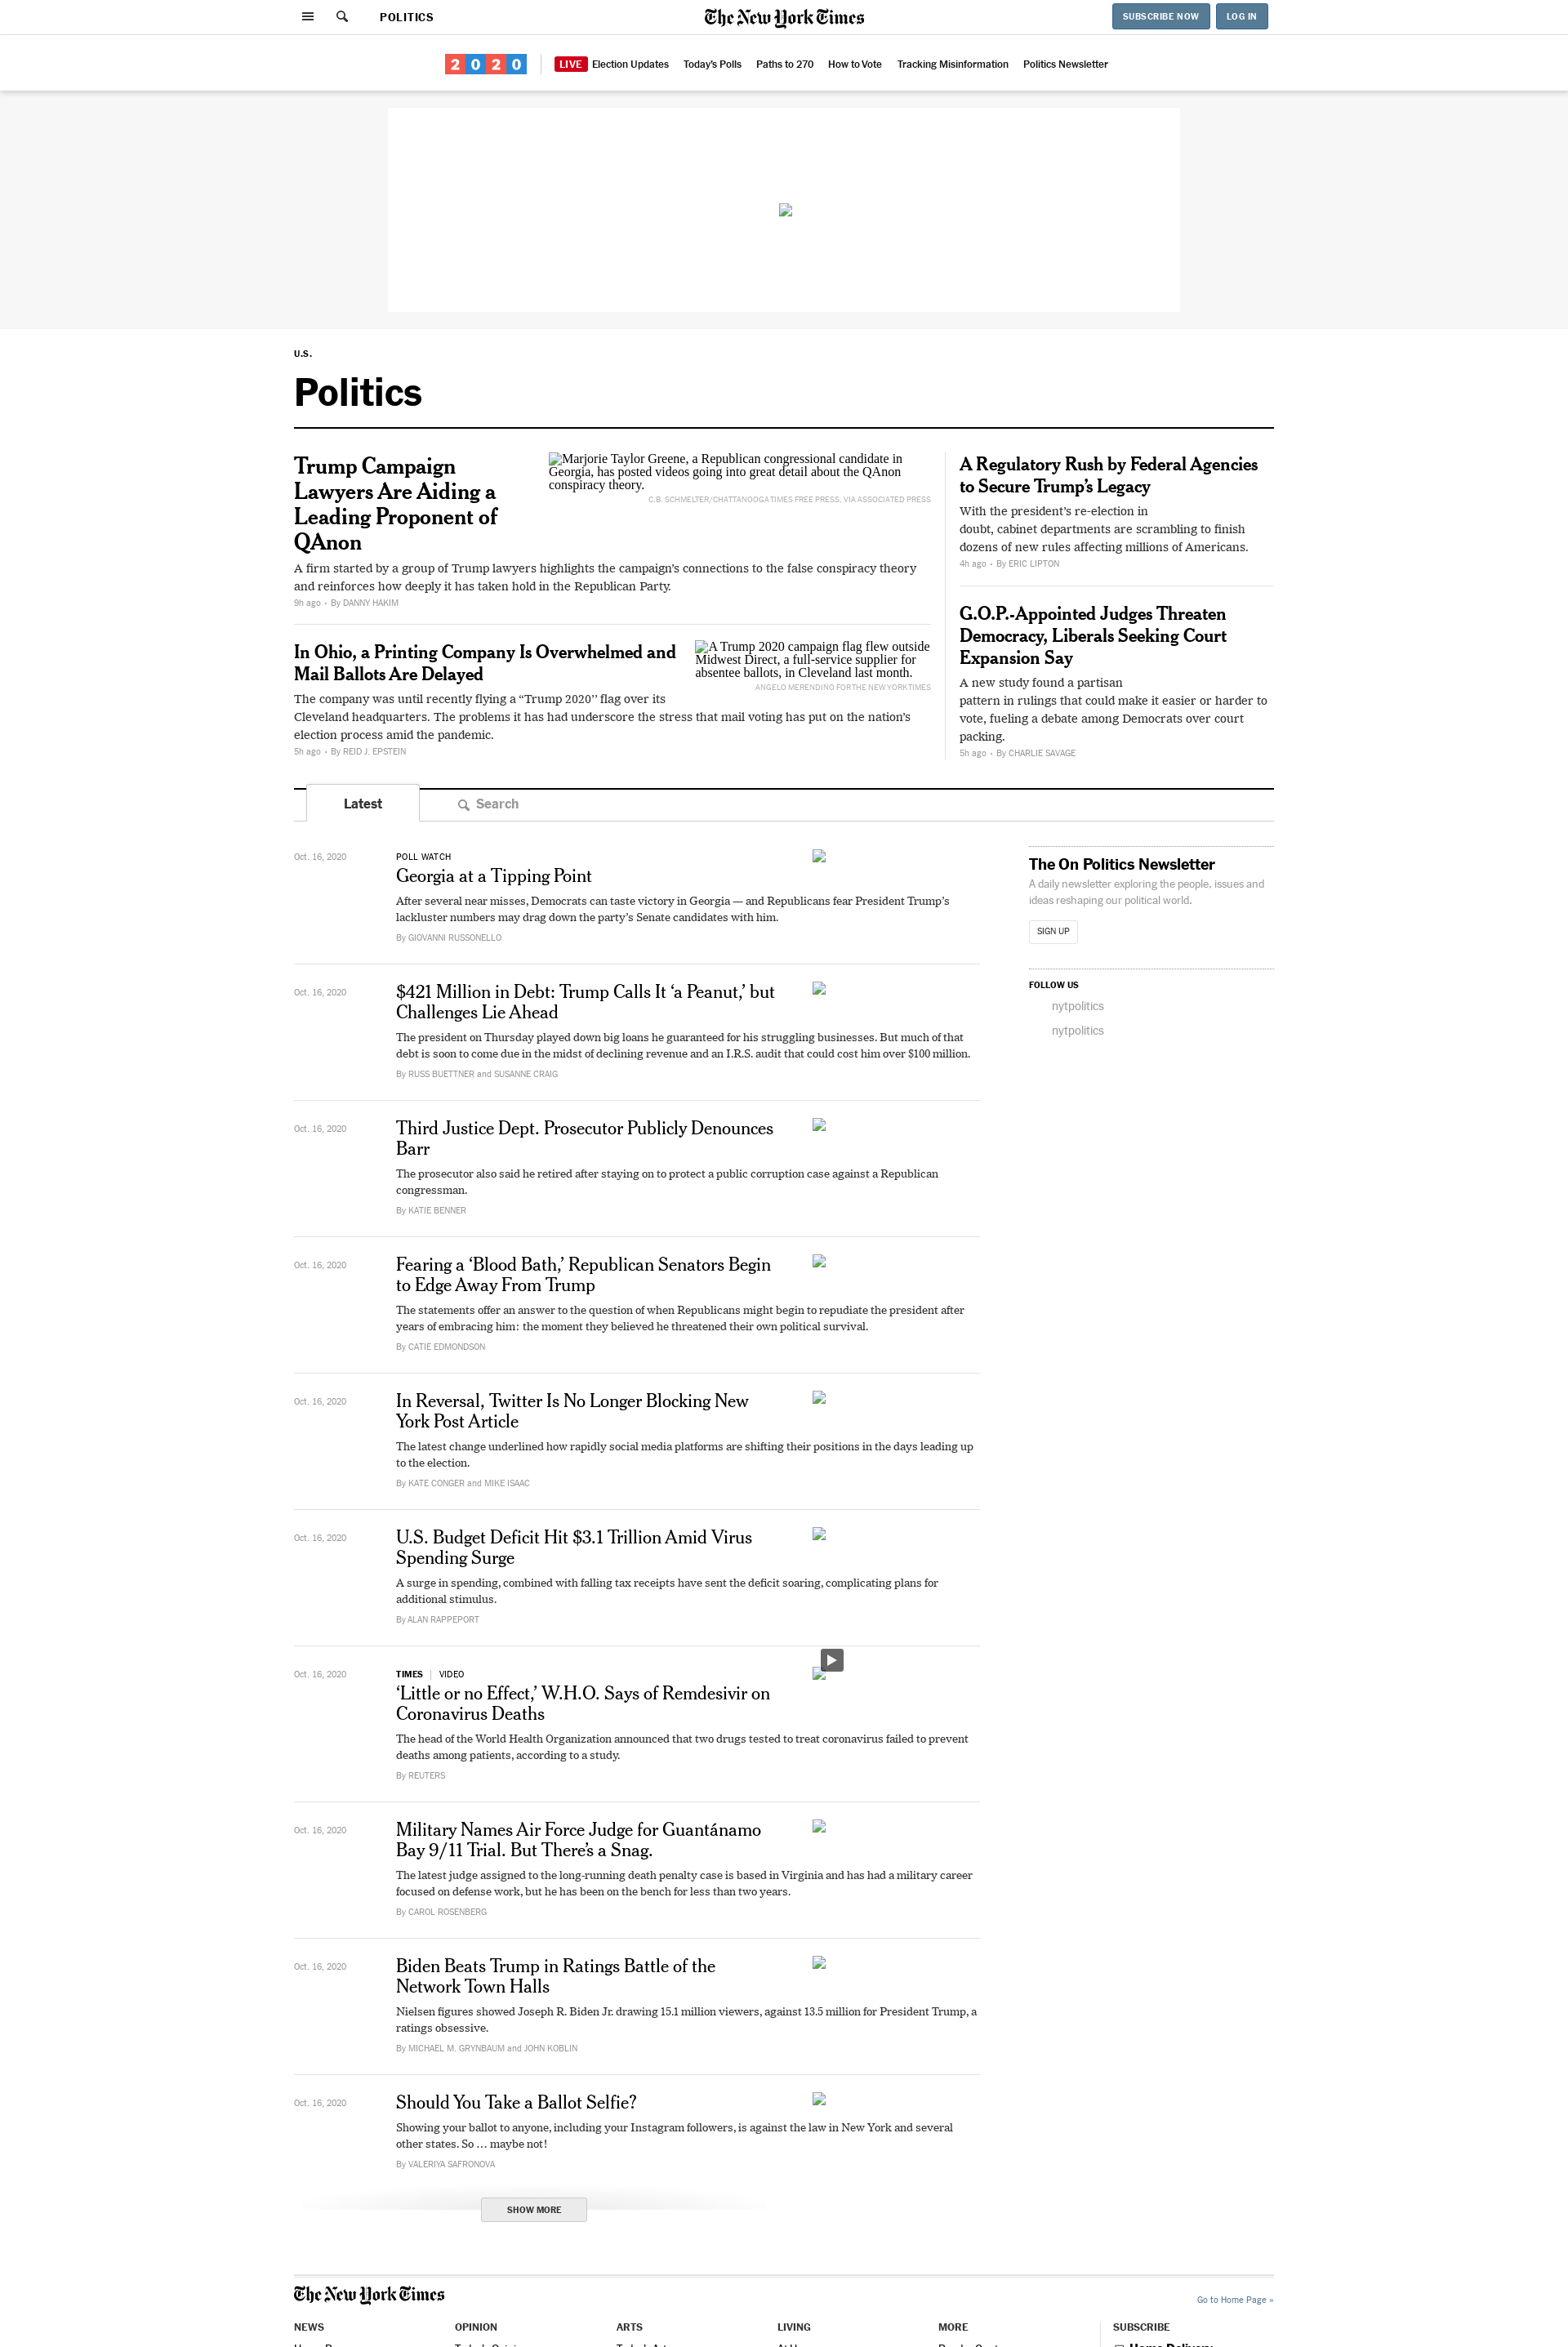 POLITICS
The New York Times
SUBSCRIBE NOW
LOG IN
2020
LIVE Election Updates
Today's Polls
Paths to 270
How to Vote
Tracking Misinformation
Politics Newsletter
U.S.
Politics
Trump Campaign
Lawyers Are Aiding a
Leading Proponent of
QAnon
Marjorie Taylor Greene, a Republican congressional candidate in
Georgia, has posted videos going into great detail about the QAnon
conspiracy theory.
C.B. SCHMELTER/CHATTANOOGA TIMES FREE PRESS, VIA ASSOCIATED PRESS
A firm started by a group of Trump lawyers highlights the campaign's connections to the false conspiracy theory
and reinforces how deeply it has taken hold in the Republican Party.
9h ago • By DANNY HAKIM
In Ohio, a Printing Company Is Overwhelmed and
Mail Ballots Are Delayed
A Trump 2020 campaign flag flew outside
Midwest Direct, a full-service supplier for
absentee ballots, in Cleveland last month.
ANGELO MERENDINO FOR THE NEW YORK TIMES
The company was until recently flying a “Trump 2020’’ flag over its
Cleveland headquarters. The problems it has had underscore the stress that mail voting has put on the nation’s
election process amid the pandemic.
5h ago • By REID J. EPSTEIN
A Regulatory Rush by Federal Agencies
to Secure Trump’s Legacy
With the president’s re-election in
doubt, cabinet departments are scrambling to finish
dozens of new rules affecting millions of Americans.
4h ago • By ERIC LIPTON
G.O.P.-Appointed Judges Threaten
Democracy, Liberals Seeking Court
Expansion Say
A new study found a partisan
pattern in rulings that could make it easier or harder to
vote, fueling a debate among Democrats over court
packing.
5h ago • By CHARLIE SAVAGE
Latest
Search
Oct. 16, 2020
POLL WATCH
Georgia at a Tipping Point
After several near misses, Democrats can taste victory in Georgia — and Republicans fear President Trump’s
lackluster numbers may drag down the party’s Senate candidates with him.
By GIOVANNI RUSSONELLO
Oct. 16, 2020
$421 Million in Debt: Trump Calls It ‘a Peanut,’ but
Challenges Lie Ahead
The president on Thursday played down big loans he guaranteed for his struggling businesses. But much of that
debt is soon to come due in the midst of declining revenue and an I.R.S. audit that could cost him over $100 million.
By RUSS BUETTNER and SUSANNE CRAIG
Oct. 16, 2020
Third Justice Dept. Prosecutor Publicly Denounces
Barr
The prosecutor also said he retired after staying on to protect a public corruption case against a Republican
congressman.
By KATIE BENNER
Oct. 16, 2020
Fearing a ‘Blood Bath,’ Republican Senators Begin
to Edge Away From Trump
The statements offer an answer to the question of when Republicans might begin to repudiate the president after
years of embracing him: the moment they believed he threatened their own political survival.
By CATIE EDMONDSON
Oct. 16, 2020
In Reversal, Twitter Is No Longer Blocking New
York Post Article
The latest change underlined how rapidly social media platforms are shifting their positions in the days leading up
to the election.
By KATE CONGER and MIKE ISAAC
Oct. 16, 2020
U.S. Budget Deficit Hit $3.1 Trillion Amid Virus
Spending Surge
A surge in spending, combined with falling tax receipts have sent the deficit soaring, complicating plans for
additional stimulus.
By ALAN RAPPEPORT
Oct. 16, 2020
TIMES | VIDEO
‘Little or no Effect,’ W.H.O. Says of Remdesivir on
Coronavirus Deaths
The head of the World Health Organization announced that two drugs tested to treat coronavirus failed to prevent
deaths among patients, according to a study.
By REUTERS
Oct. 16, 2020
Military Names Air Force Judge for Guantánamo
Bay 9/11 Trial. But There’s a Snag.
The latest judge assigned to the long-running death penalty case is based in Virginia and has had a military career
focused on defense work, but he has been on the bench for less than two years.
By CAROL ROSENBERG
Oct. 16, 2020
Biden Beats Trump in Ratings Battle of the
Network Town Halls
Nielsen figures showed Joseph R. Biden Jr. drawing 15.1 million viewers, against 13.5 million for President Trump, a
ratings obsessive.
By MICHAEL M. GRYNBAUM and JOHN KOBLIN
Oct. 16, 2020
Should You Take a Ballot Selfie?
Showing your ballot to anyone, including your Instagram followers, is against the law in New York and several
other states. So … maybe not!
By VALERIYA SAFRONOVA
SHOW MORE
The On Politics Newsletter
A daily newsletter exploring the people, issues and
ideas reshaping our political world.
SIGN UP
FOLLOW US
nytpolitics
nytpolitics
The New York Times
Go to Home Page »
NEWS
OPINION
ARTS
LIVING
MORE
SUBSCRIBE